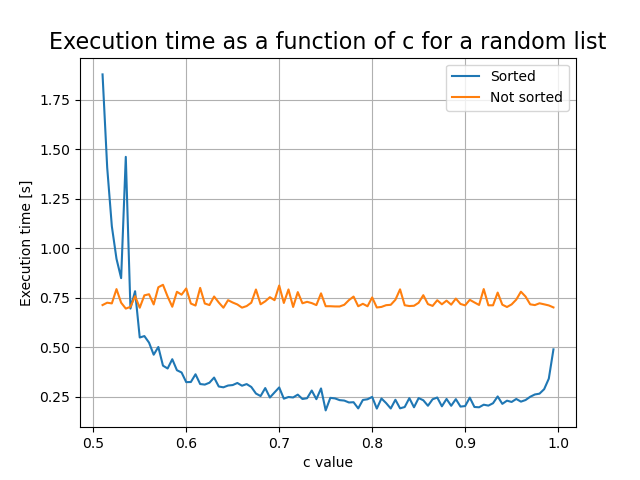 Execution time as a function of c for a random list
Sorted
Not sorted
Execution time [s]
1.75
1.50
1.25
1.00
0.75
0.50
0.25
0.5 0.6 0.7 0.8 0.9 1.0
c value